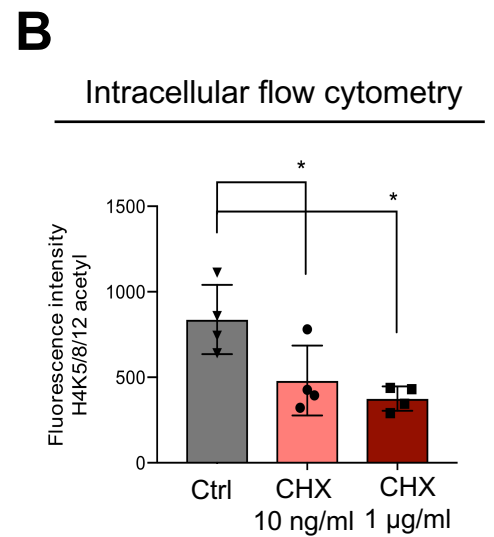 B
Intracellular flow cytometry
*
*
Fluorescence intensity
H4K5/8/12 acetyl
1500
1000
500
0
Ctrl
CHX
10 ng/ml
CHX
1 µg/ml